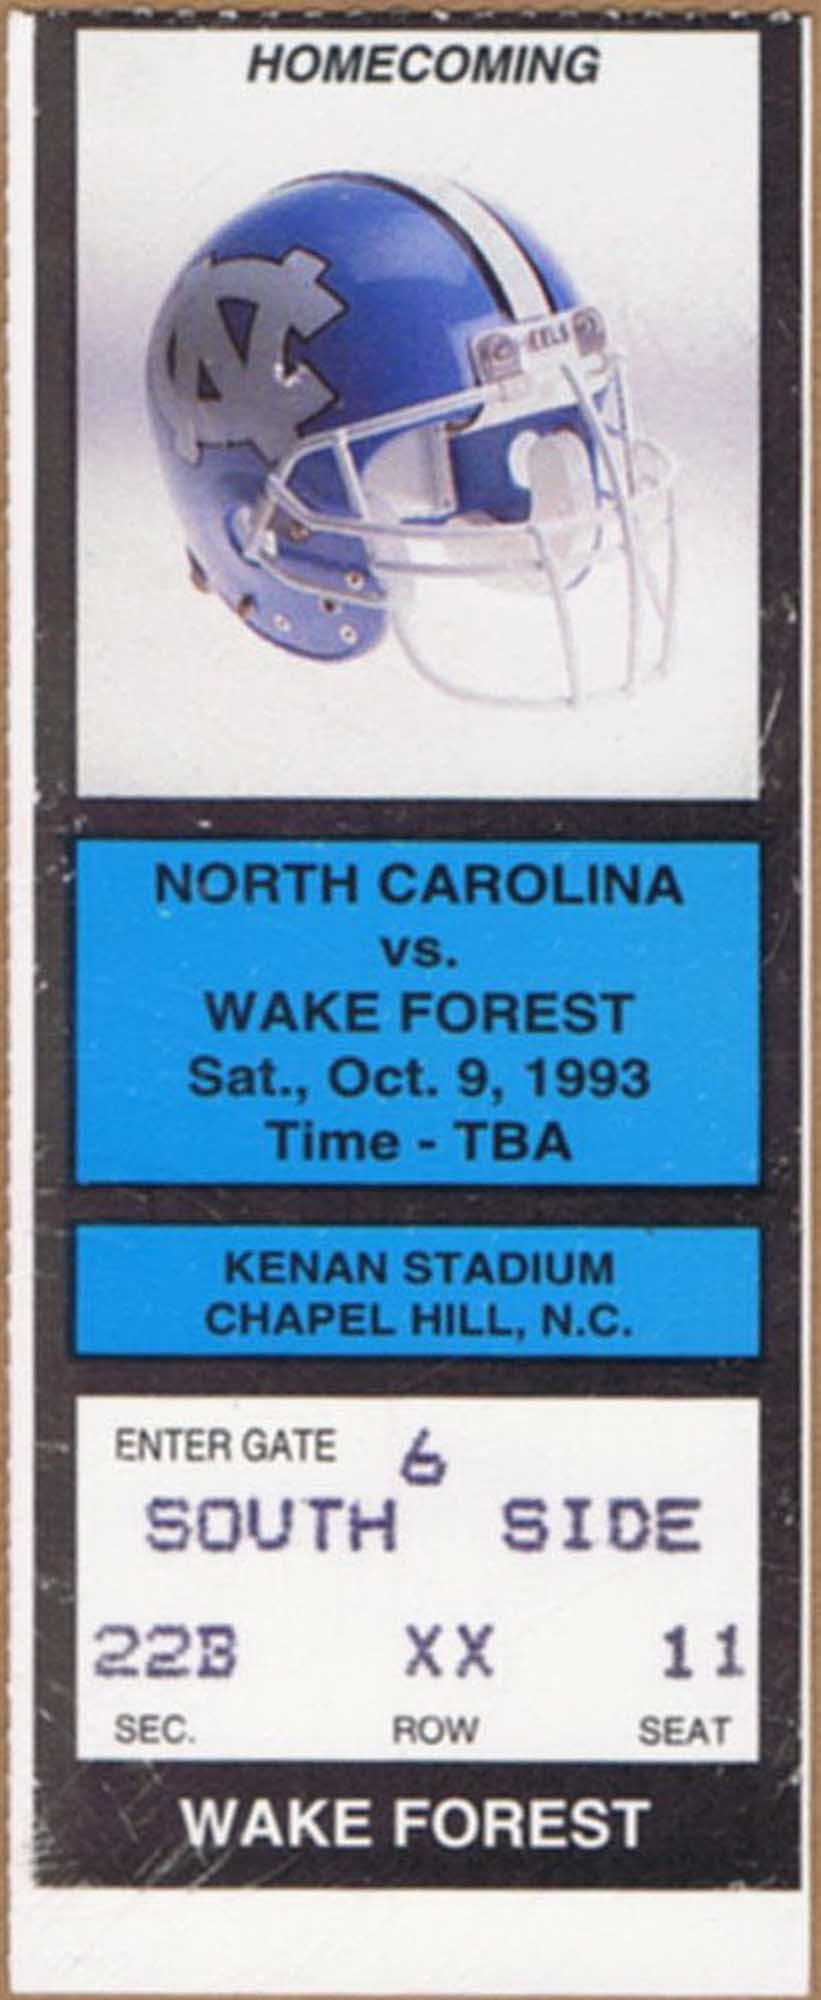 HOMECOMING
NORTH CAROLINA
vs.
WAKE FOREST
Sat., Oct. 9, 1993
Time - TBA
KENAN STADIUM
CHAPEL HILL, N.C.
ENTER GATE 6
SOUTH SIDE
22B XX 11
SEC. ROW SEAT
WAKE FOREST